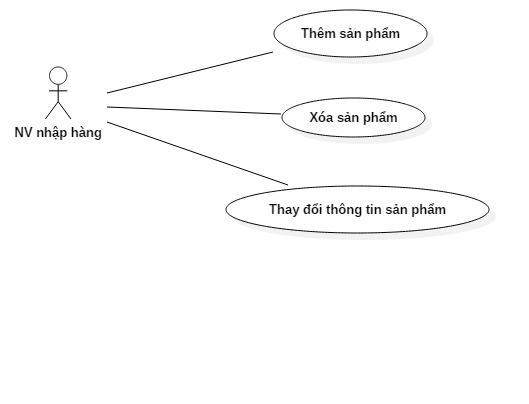 Thêm sản phẩm
NV nhập hàng
Xóa sản phẩm
Thay đổi thông tin sản phẩm